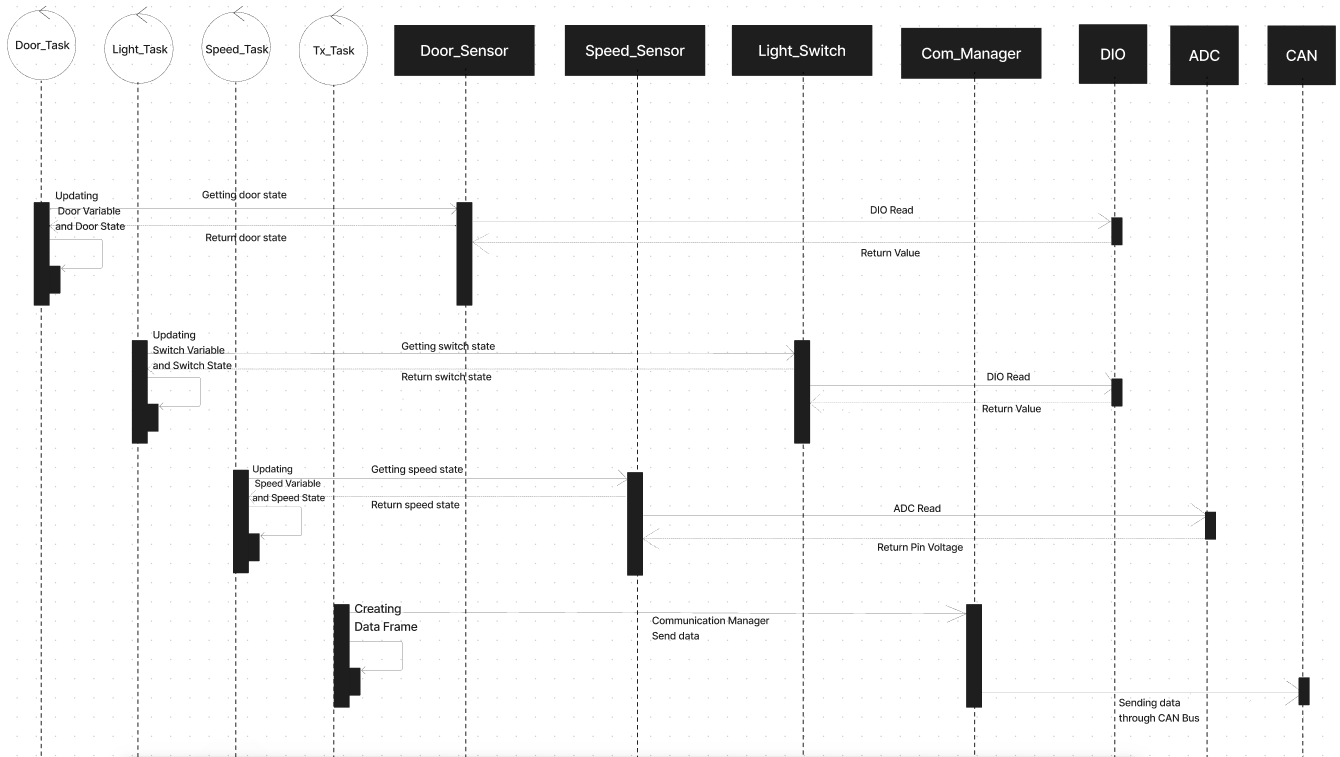 Door_Task
Light_Task
Speed_Task
Tx_Task
Door_Sensor
Speed_Sensor
Light_Switch
Com_Manager
DIO
ADC
CAN
Updating
Door Variable
and Door State
Getting door state
Return door state
DIO Read
Return Value
Updating
Switch Variable
and Switch State
Getting switch state
Return switch state
DIO Read
Return Value
Updating
Speed Variable
and Speed State
Getting speed state
Return speed state
ADC Read
Return Pin Voltage
Creating
Data Frame
Communication Manager
Send data
Sending data
through CAN Bus